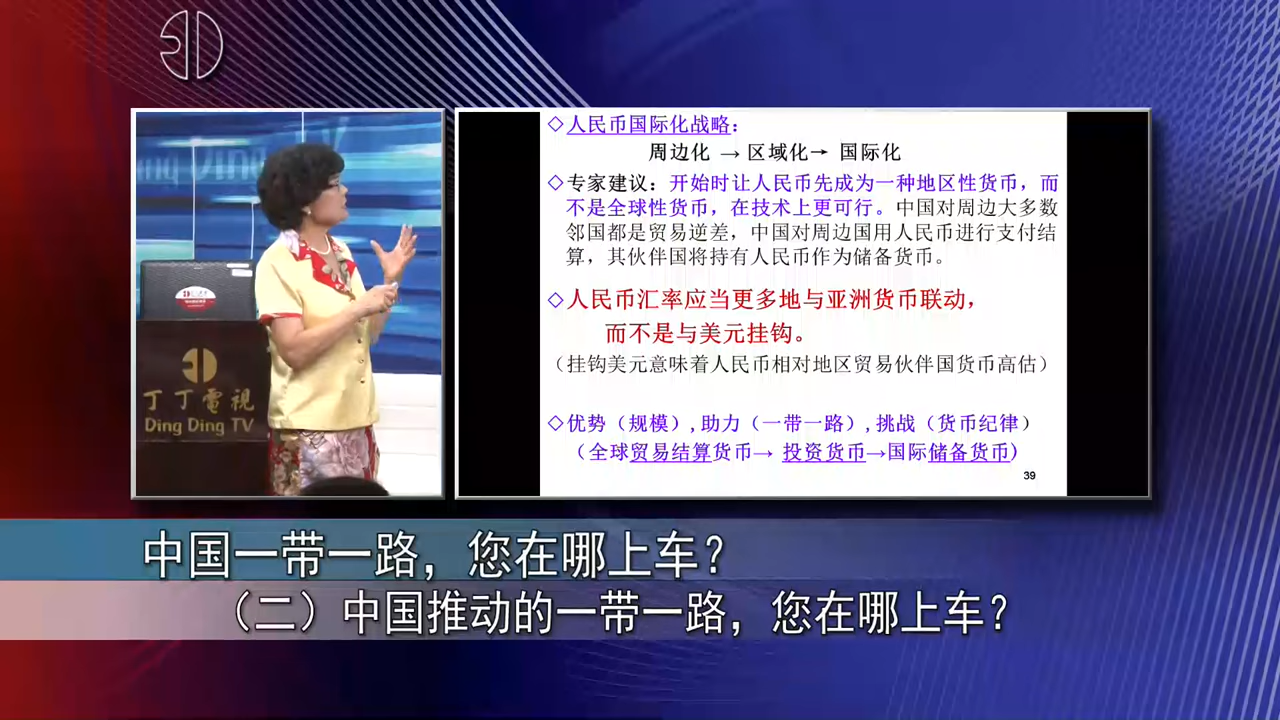 Ding Ding TV
丁丁電視
Ding Ding TV
◇人民币国际化战略：
周边化 →区域化→ 国际化
◇专家建议：开始时让人民币先成为一种地区性货币，而
不是全球性货币，在技术上更可行。中国对周边大多数
邻国都是贸易逆差，中国对周边国用人民币进行支付结
算，其伙伴国将持有人民币作为储备货币。
◇人民币汇率应当更多地与亚洲货币联动，
而不是与美元挂钩。
（挂钩美元意味着人民币相对地区贸易伙伴国货币高估）
◇优势（规模）,助力（一带一路）,挑战（货币纪律）
（全球贸易结算货币→ 投资货币→国际储备货币)
39
中国一带一路，您在哪上车？
（二）中国推动的一带一路，您在哪上车？